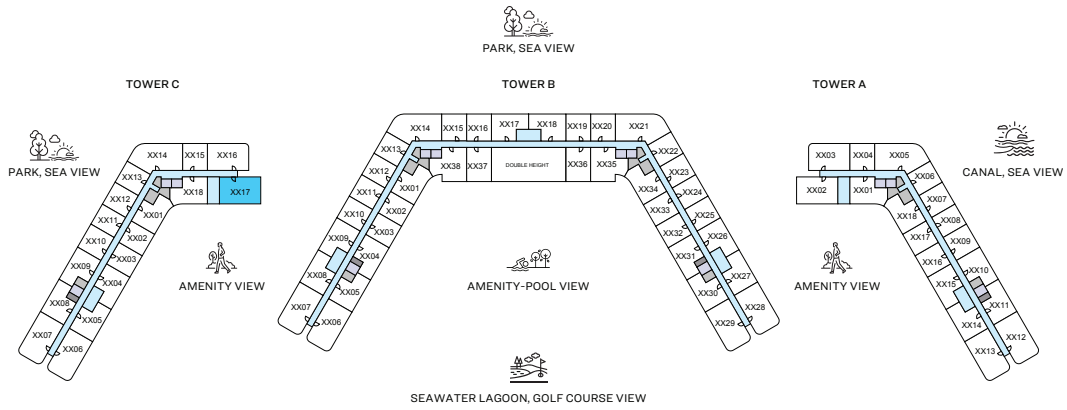 PARK, SEA VIEW
TOWER C
TOWER B
TOWER A
PARK, SEA VIEW
CANAL, SEA VIEW
XX14
XX15
XX16
XX13
XX17
XX18
XX12
XX01
XX11
XX02
XX10
XX03
XX09
XX04
XX08
XX05
XX07
XX06
AMENITY VIEW
XX14
XX15
XX16
XX17
XX18
XX19
XX20
XX21
XX13
XX38
XX37
DOUBLE HEIGHT
XX36
XX35
XX22
XX12
XX01
XX34
XX23
XX11
XX02
XX33
XX24
XX10
XX03
XX32
XX25
XX09
XX04
XX31
XX26
XX08
XX05
XX30
XX27
XX07
XX06
XX29
XX28
AMENITY-POOL VIEW
XX03
XX04
XX05
XX02
XX01
XX06
XX18
XX07
XX17
XX08
XX16
XX09
XX15
XX10
XX14
XX11
XX13
XX12
AMENITY VIEW
SEAWATER LAGOON, GOLF COURSE VIEW